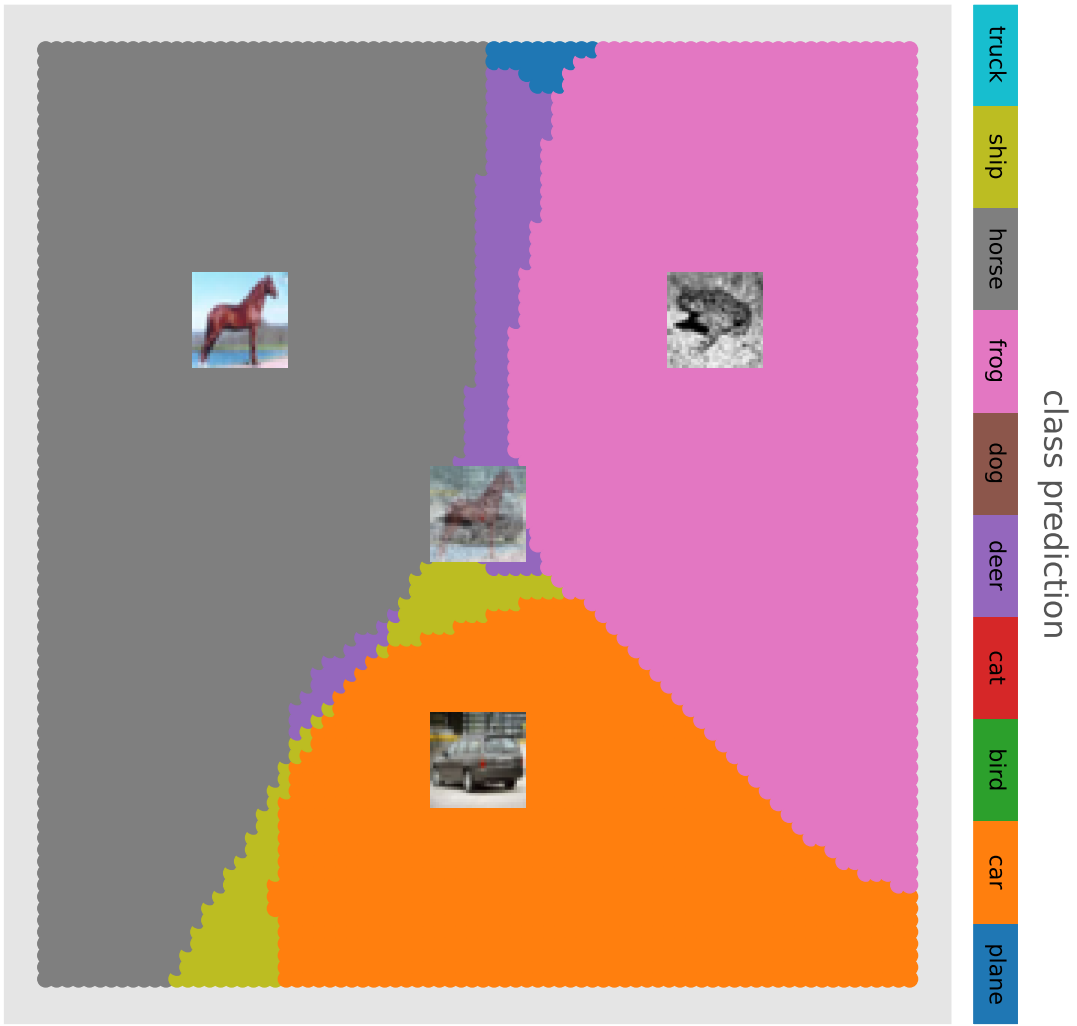 truck
ship
horse
frog
dog
deer
cat
bird
car
plane
class prediction